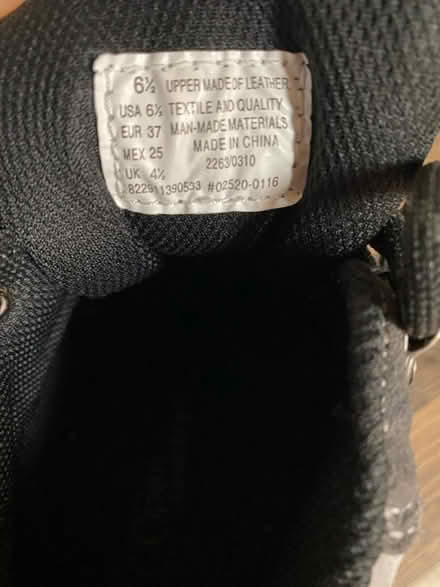 6½ UPPER MADE OF LEATHER,
USA 6½ TEXTILE AND QUALITY
EUR 37 MAN-MADE MATERIALS
MEX 25 MADE IN CHINA
UK 4½ 2263/0310
822911390533 #02520-0116